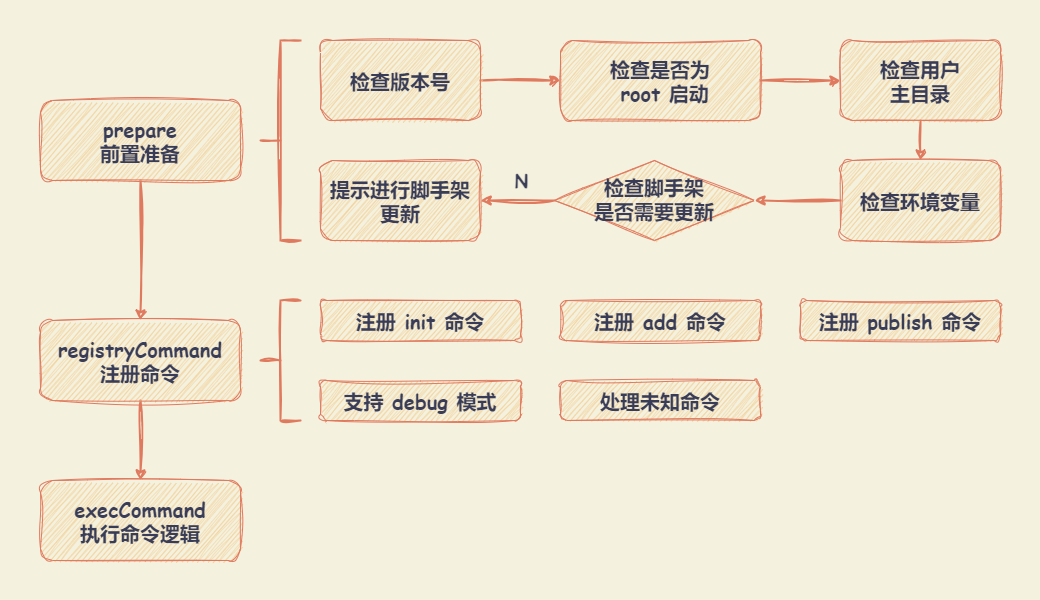 prepare
前置准备
检查版本号
检查是否为
root 启动
检查用户
主目录
检查环境变量
检查脚手架
是否需要更新
N
提示进行脚手架
更新
registryCommand
注册命令
注册 init 命令
注册 add 命令
注册 publish 命令
支持 debug 模式
处理未知命令
execCommand
执行命令逻辑